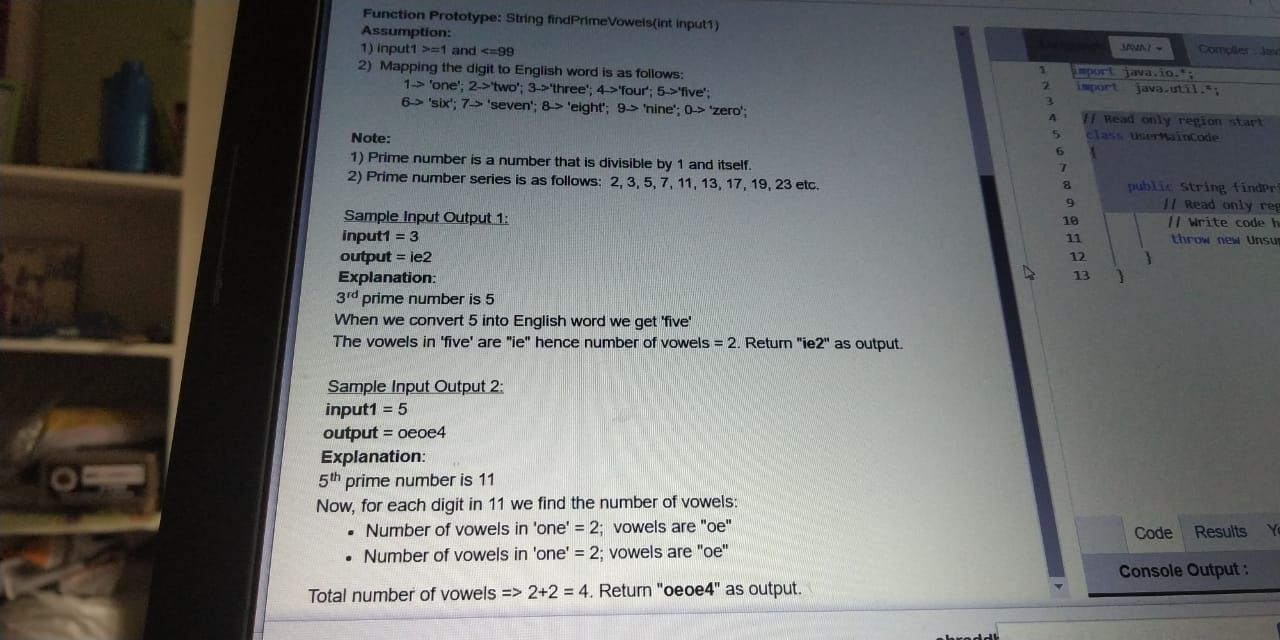 Function Prototype: String findPrimeVowels(int input1)
Assumption:
1) input1 >=1 and <=99
2) Mapping the digit to English word is as follows:
1-> 'one'; 2->'two'; 3->'three'; 4->'four'; 5->'five';
6-> 'six'; 7-> 'seven'; 8-> 'eight'; 9-> 'nine'; 0-> 'zero';
Note:
1) Prime number is a number that is divisible by 1 and itself.
2) Prime number series is as follows: 2, 3, 5, 7, 11, 13, 17, 19, 23 etc.
Sample Input Output 1:
input1 = 3
output = ie2
Explanation:
3rd prime number is 5
When we convert 5 into English word we get 'five'
The vowels in 'five' are "ie" hence number of vowels = 2. Return "ie2" as output.
Sample Input Output 2:
input1 = 5
output = oeoe4
Explanation:
5th prime number is 11
Now, for each digit in 11 we find the number of vowels:
• Number of vowels in 'one' = 2; vowels are "oe"
• Number of vowels in 'one' = 2; vowels are "oe"
Total number of vowels => 2+2 = 4. Return "oeoe4" as output.
JAVA7
Compiler : Jav
1 import java.io.*;
2 import java.util.*;
3
4 // Read only region start
5 class UserMainCode
6 {
7
8 public String findPri
9 // Read only reg
10 // Write code h
11 throw new Unsup
12 }
13 }
Code Results Yo
Console Output :